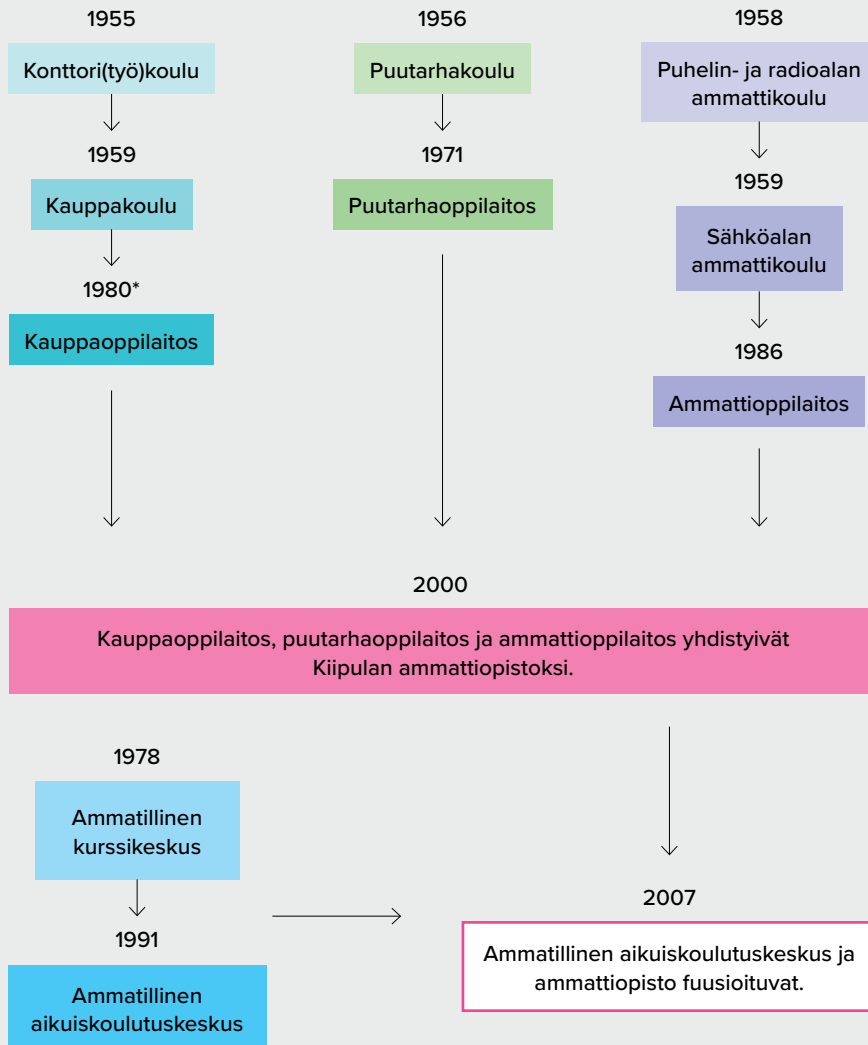 1955
Konttori(työ)koulu
1959
Kauppakoulu
1980*
Kauppaoppilaitos
1956
Puutarhakoulu
1971
Puutarhaoppilaitos
1958
Puhelin- ja radioalan
ammattikoulu
1959
Sähköalan
ammattikoulu
1986
Ammattioppilaitos
2000
Kauppaoppilaitos, puutarhaoppilaitos ja ammattioppilaitos yhdistyivät
Kiipulan ammattiopistoksi.
1978
Ammatillinen
kurssikeskus
1991
Ammatillinen
aikuiskoulutuskeskus
2007
Ammatillinen aikuiskoulutuskeskus ja
ammattiopisto fuusioituvat.